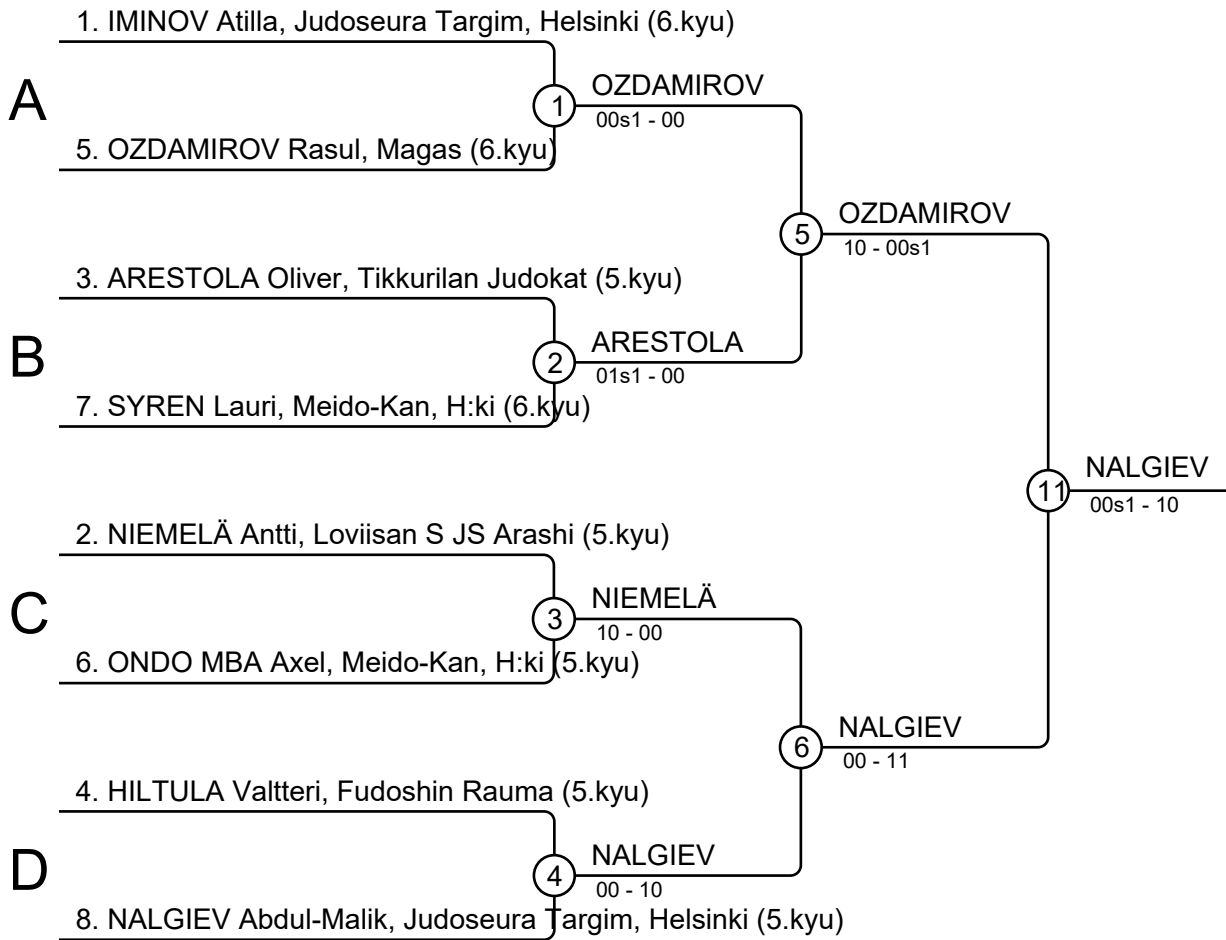 1. IMINOV Atilla, Judoseura Targim, Helsinki (6.kyu)
A
1
OZDAMIROV
00s1 - 00
5. OZDAMIROV Rasul, Magas (6.kyu)
5
OZDAMIROV
10 - 00s1
3. ARESTOLA Oliver, Tikkurilan Judokat (5.kyu)
B
2
ARESTOLA
01s1 - 00
7. SYREN Lauri, Meido-Kan, H:ki (6.kyu)
11
NALGIEV
00s1 - 10
2. NIEMELÄ Antti, Loviisan S JS Arashi (5.kyu)
C
3
NIEMELÄ
10 - 00
6. ONDO MBA Axel, Meido-Kan, H:ki (5.kyu)
6
NALGIEV
00 - 11
4. HILTULA Valtteri, Fudoshin Rauma (5.kyu)
D
4
NALGIEV
00 - 10
8. NALGIEV Abdul-Malik, Judoseura Targim, Helsinki (5.kyu)